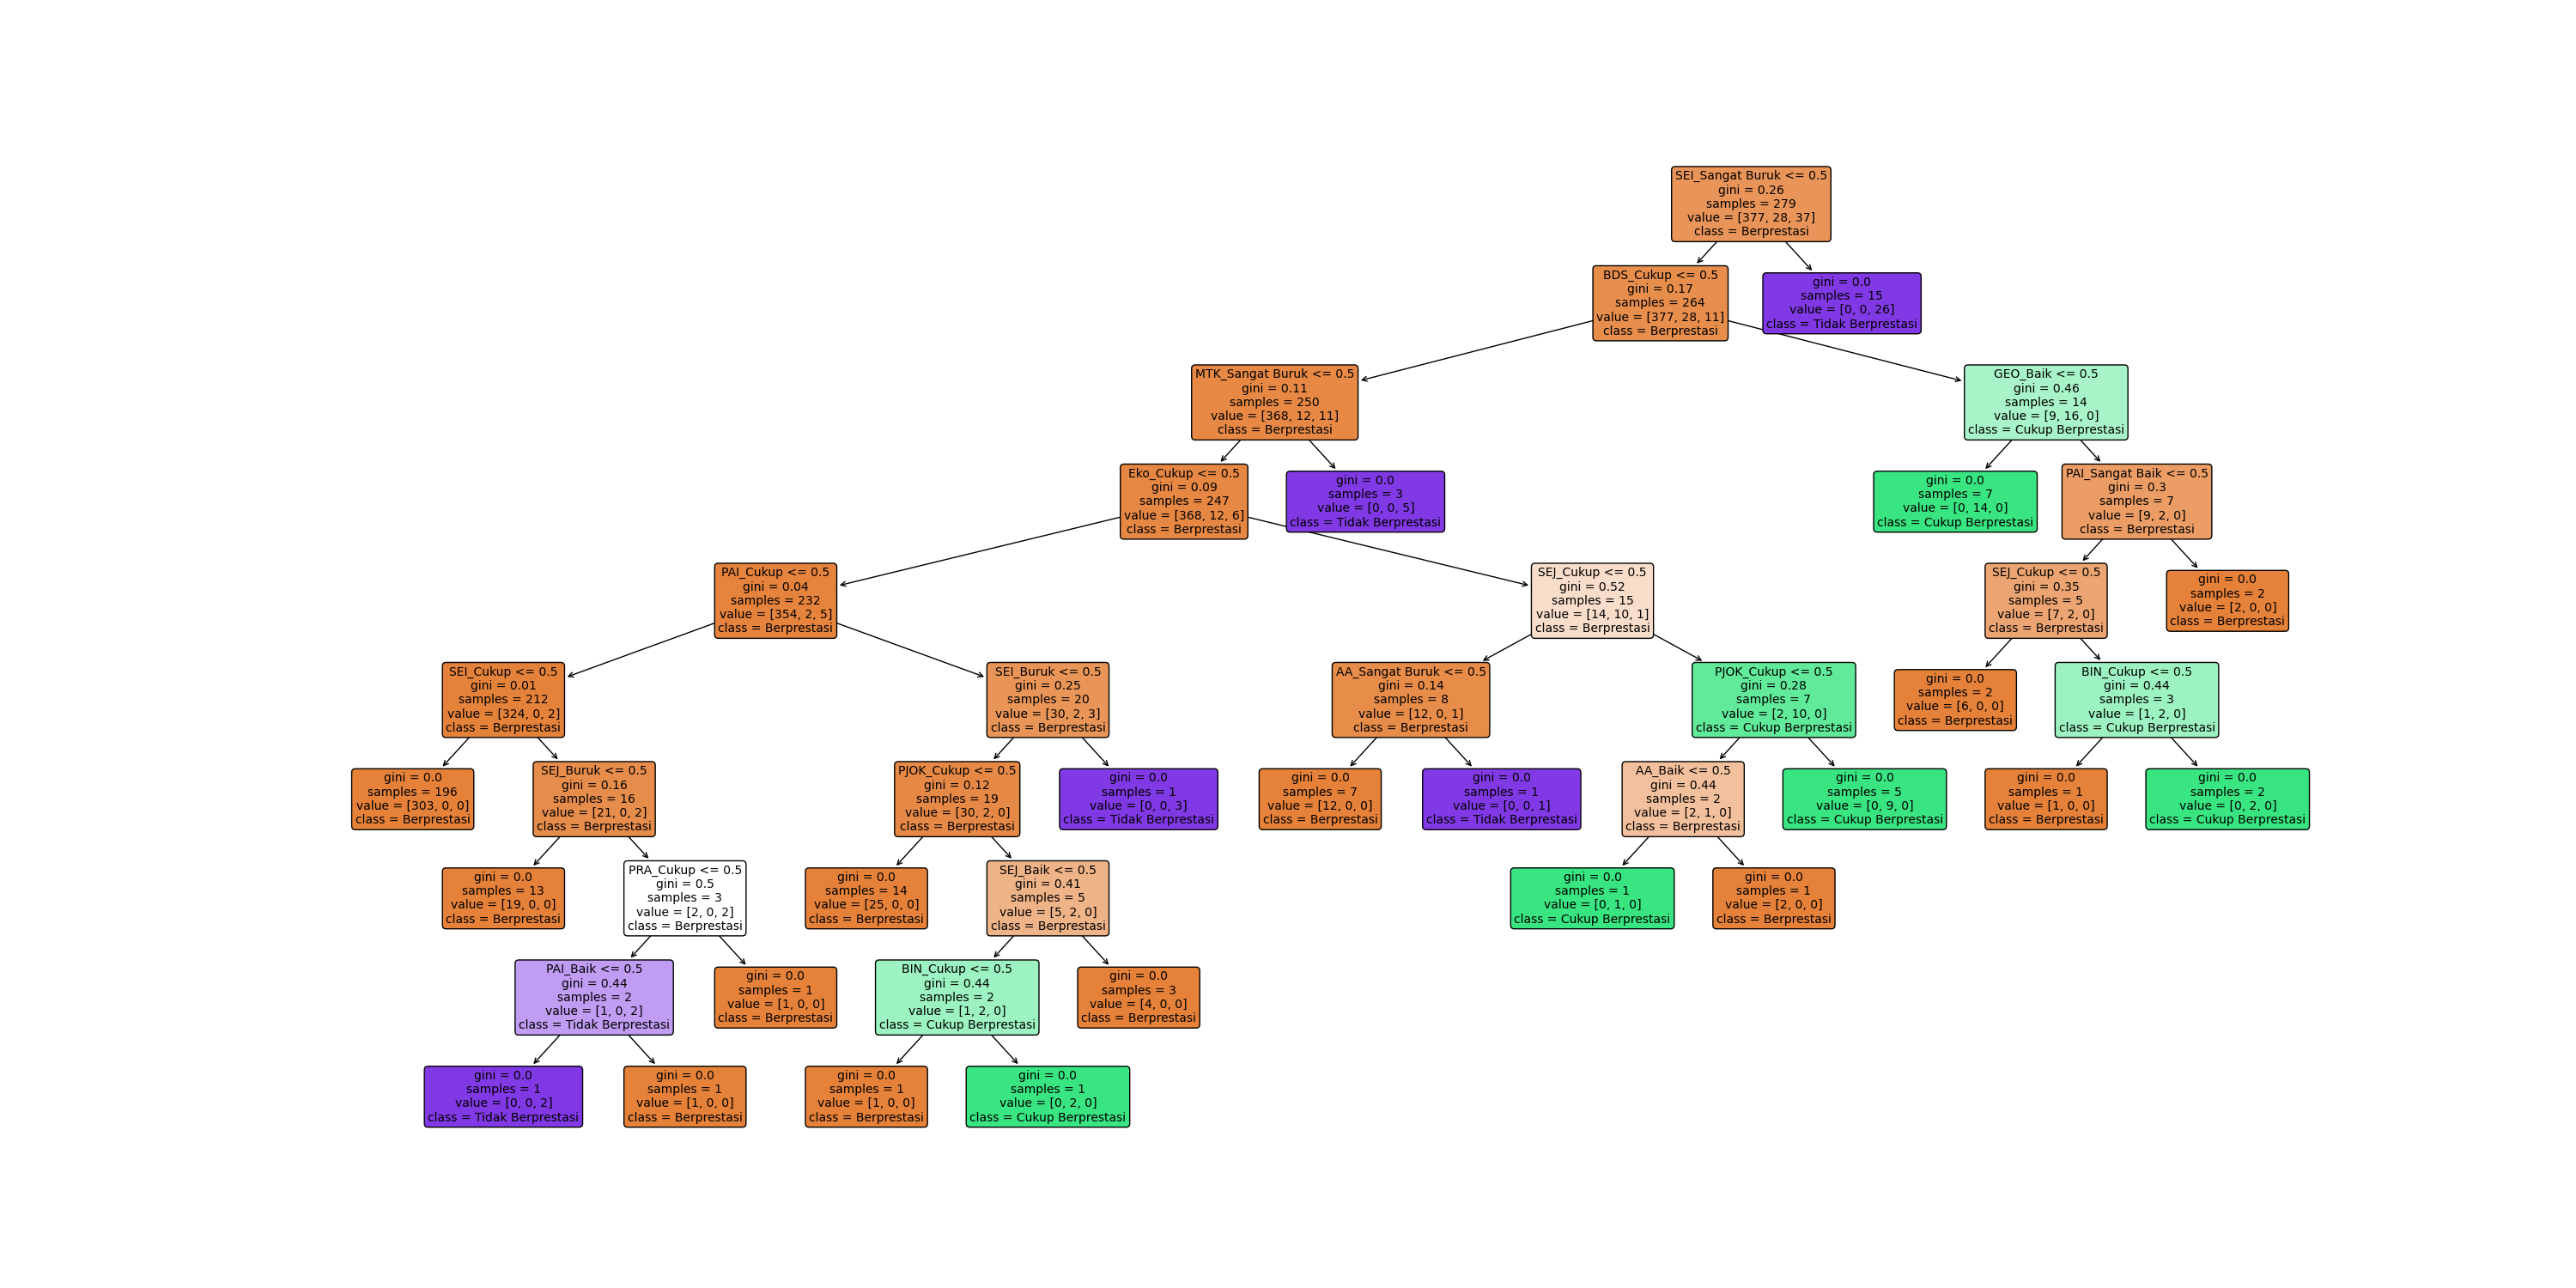 SEI_Sangat Buruk <= 0.5
gini = 0.26
samples = 279
value = [377, 28, 37]
class = Berprestasi
BDS_Cukup <= 0.5
gini = 0.17
samples = 264
value = [377, 28, 11]
class = Berprestasi
gini = 0.0
samples = 15
value = [0, 0, 26]
class = Tidak Berprestasi
MTK_Sangat Buruk <= 0.5
gini = 0.11
samples = 250
value = [368, 12, 11]
class = Berprestasi
GEO_Baik <= 0.5
gini = 0.46
samples = 14
value = [9, 16, 0]
class = Cukup Berprestasi
Eko_Cukup <= 0.5
gini = 0.09
samples = 247
value = [368, 12, 6]
class = Berprestasi
gini = 0.0
samples = 3
value = [0, 0, 5]
class = Tidak Berprestasi
gini = 0.0
samples = 7
value = [0, 14, 0]
class = Cukup Berprestasi
PAI_Sangat Baik <= 0.5
gini = 0.3
samples = 7
value = [9, 2, 0]
class = Berprestasi
PAI_Cukup <= 0.5
gini = 0.04
samples = 232
value = [354, 2, 5]
class = Berprestasi
SEJ_Cukup <= 0.5
gini = 0.52
samples = 15
value = [14, 10, 1]
class = Berprestasi
SEJ_Cukup <= 0.5
gini = 0.35
samples = 5
value = [7, 2, 0]
class = Berprestasi
gini = 0.0
samples = 2
value = [2, 0, 0]
class = Berprestasi
SEI_Cukup <= 0.5
gini = 0.01
samples = 212
value = [324, 0, 2]
class = Berprestasi
SEI_Buruk <= 0.5
gini = 0.25
samples = 20
value = [30, 2, 3]
class = Berprestasi
AA_Sangat Buruk <= 0.5
gini = 0.14
samples = 8
value = [12, 0, 1]
class = Berprestasi
PJOK_Cukup <= 0.5
gini = 0.28
samples = 7
value = [2, 10, 0]
class = Cukup Berprestasi
gini = 0.0
samples = 2
value = [6, 0, 0]
class = Berprestasi
BIN_Cukup <= 0.5
gini = 0.44
samples = 3
value = [1, 2, 0]
class = Cukup Berprestasi
gini = 0.0
samples = 196
value = [303, 0, 0]
class = Berprestasi
SEJ_Buruk <= 0.5
gini = 0.16
samples = 16
value = [21, 0, 2]
class = Berprestasi
PJOK_Cukup <= 0.5
gini = 0.12
samples = 19
value = [30, 2, 0]
class = Berprestasi
gini = 0.0
samples = 1
value = [0, 0, 3]
class = Tidak Berprestasi
gini = 0.0
samples = 7
value = [12, 0, 0]
class = Berprestasi
gini = 0.0
samples = 1
value = [0, 0, 1]
class = Tidak Berprestasi
AA_Baik <= 0.5
gini = 0.44
samples = 2
value = [2, 1, 0]
class = Berprestasi
gini = 0.0
samples = 5
value = [0, 9, 0]
class = Cukup Berprestasi
gini = 0.0
samples = 1
value = [1, 0, 0]
class = Berprestasi
gini = 0.0
samples = 2
value = [0, 2, 0]
class = Cukup Berprestasi
gini = 0.0
samples = 13
value = [19, 0, 0]
class = Berprestasi
PRA_Cukup <= 0.5
gini = 0.5
samples = 3
value = [2, 0, 2]
class = Berprestasi
gini = 0.0
samples = 14
value = [25, 0, 0]
class = Berprestasi
SEJ_Baik <= 0.5
gini = 0.41
samples = 5
value = [5, 2, 0]
class = Berprestasi
gini = 0.0
samples = 1
value = [0, 1, 0]
class = Cukup Berprestasi
gini = 0.0
samples = 1
value = [2, 0, 0]
class = Berprestasi
PAI_Baik <= 0.5
gini = 0.44
samples = 2
value = [1, 0, 2]
class = Tidak Berprestasi
gini = 0.0
samples = 1
value = [1, 0, 0]
class = Berprestasi
BIN_Cukup <= 0.5
gini = 0.44
samples = 2
value = [1, 2, 0]
class = Cukup Berprestasi
gini = 0.0
samples = 3
value = [4, 0, 0]
class = Berprestasi
gini = 0.0
samples = 1
value = [0, 0, 2]
class = Tidak Berprestasi
gini = 0.0
samples = 1
value = [1, 0, 0]
class = Berprestasi
gini = 0.0
samples = 1
value = [1, 0, 0]
class = Berprestasi
gini = 0.0
samples = 1
value = [0, 2, 0]
class = Cukup Berprestasi